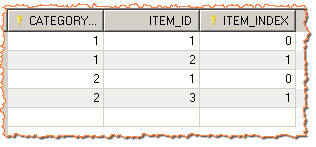 CATEGORY... ITEM_ID ITEM_INDEX
1 1 0
1 2 1
2 1 0
2 3 1